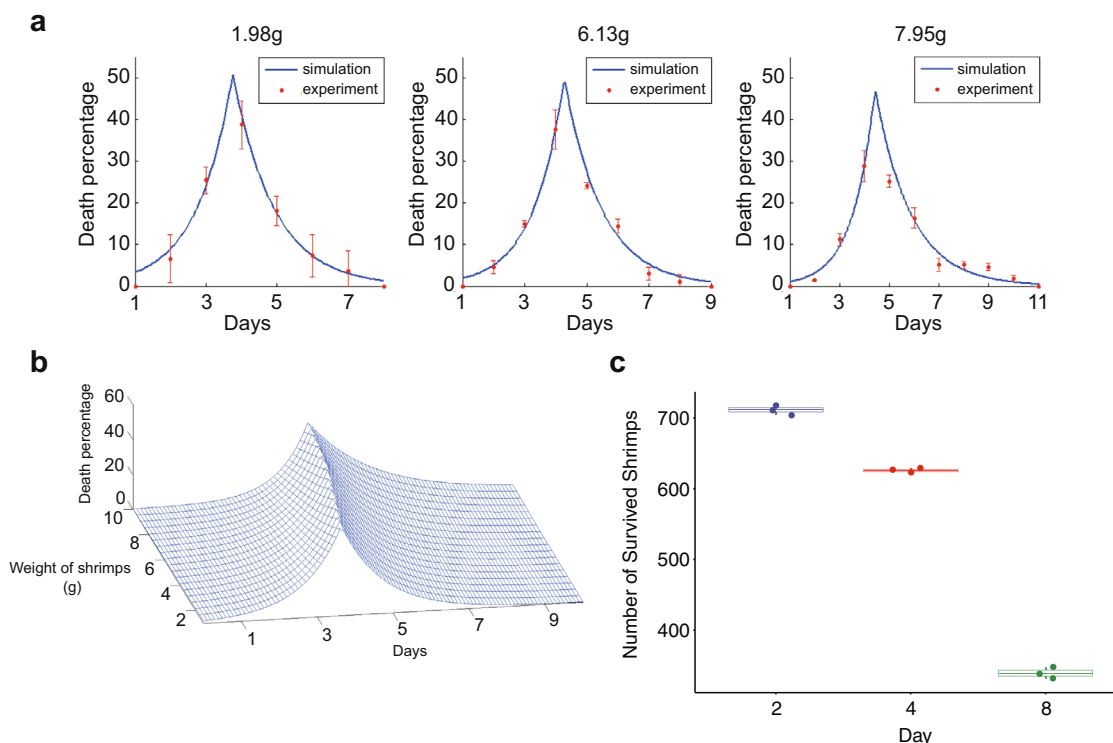 a
1.98g
6.13g
7.95g
Death percentage
50
40
30
20
10
0
simulation
experiment
1 3 5 7
Days
Death percentage
50
40
30
20
10
0
simulation
experiment
1 3 5 7 9
Days
Death percentage
50
40
30
20
10
0
simulation
experiment
1 3 5 7 9 11
Days
b
Death percentage
60
40
20
0
10
8
6
4
2
Weight of shrimps
(g)
1 3 5 7 9
Days
c
Number of Survived Shrimps
700
600
500
400
2 4 8
Day